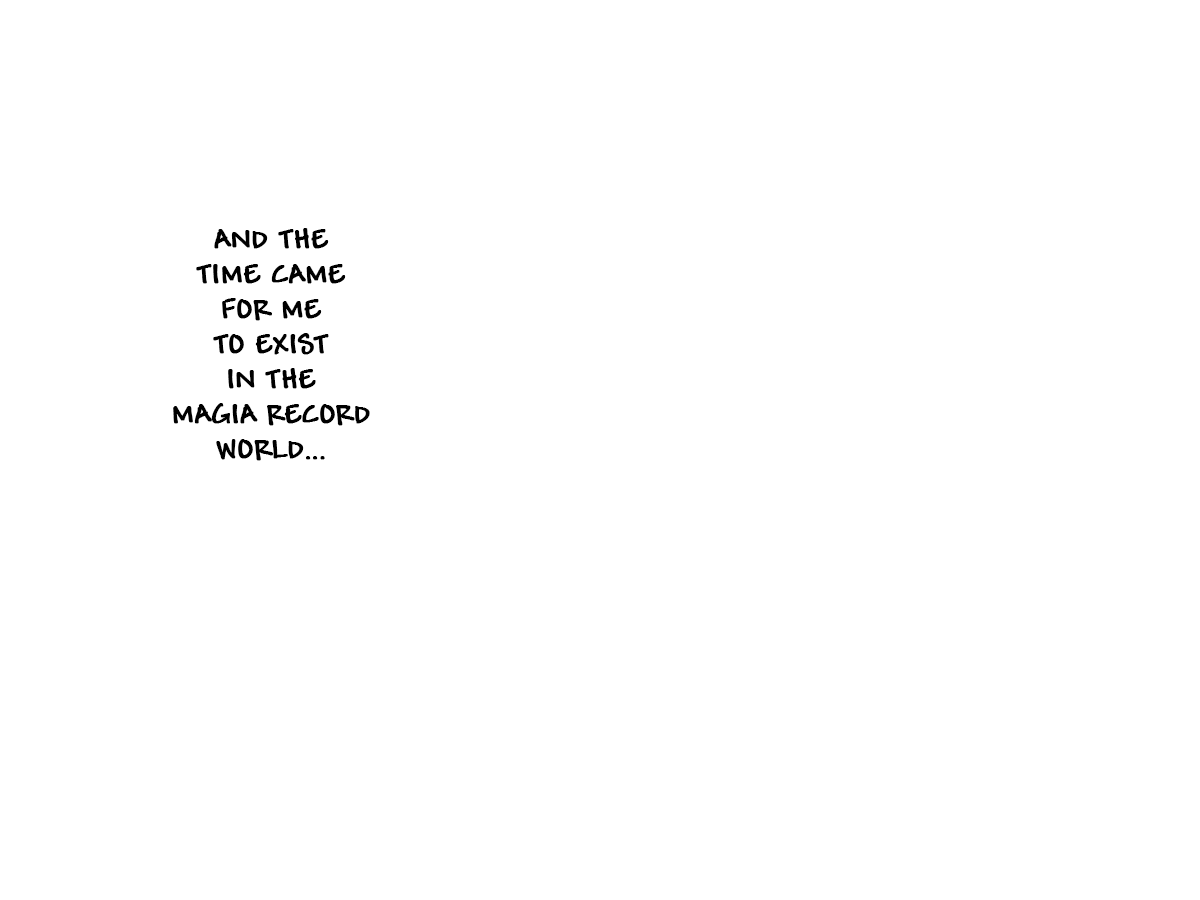 AND THE
TIME CAME
FOR ME
TO EXIST
IN THE
MAGIA RECORD
WORLD...